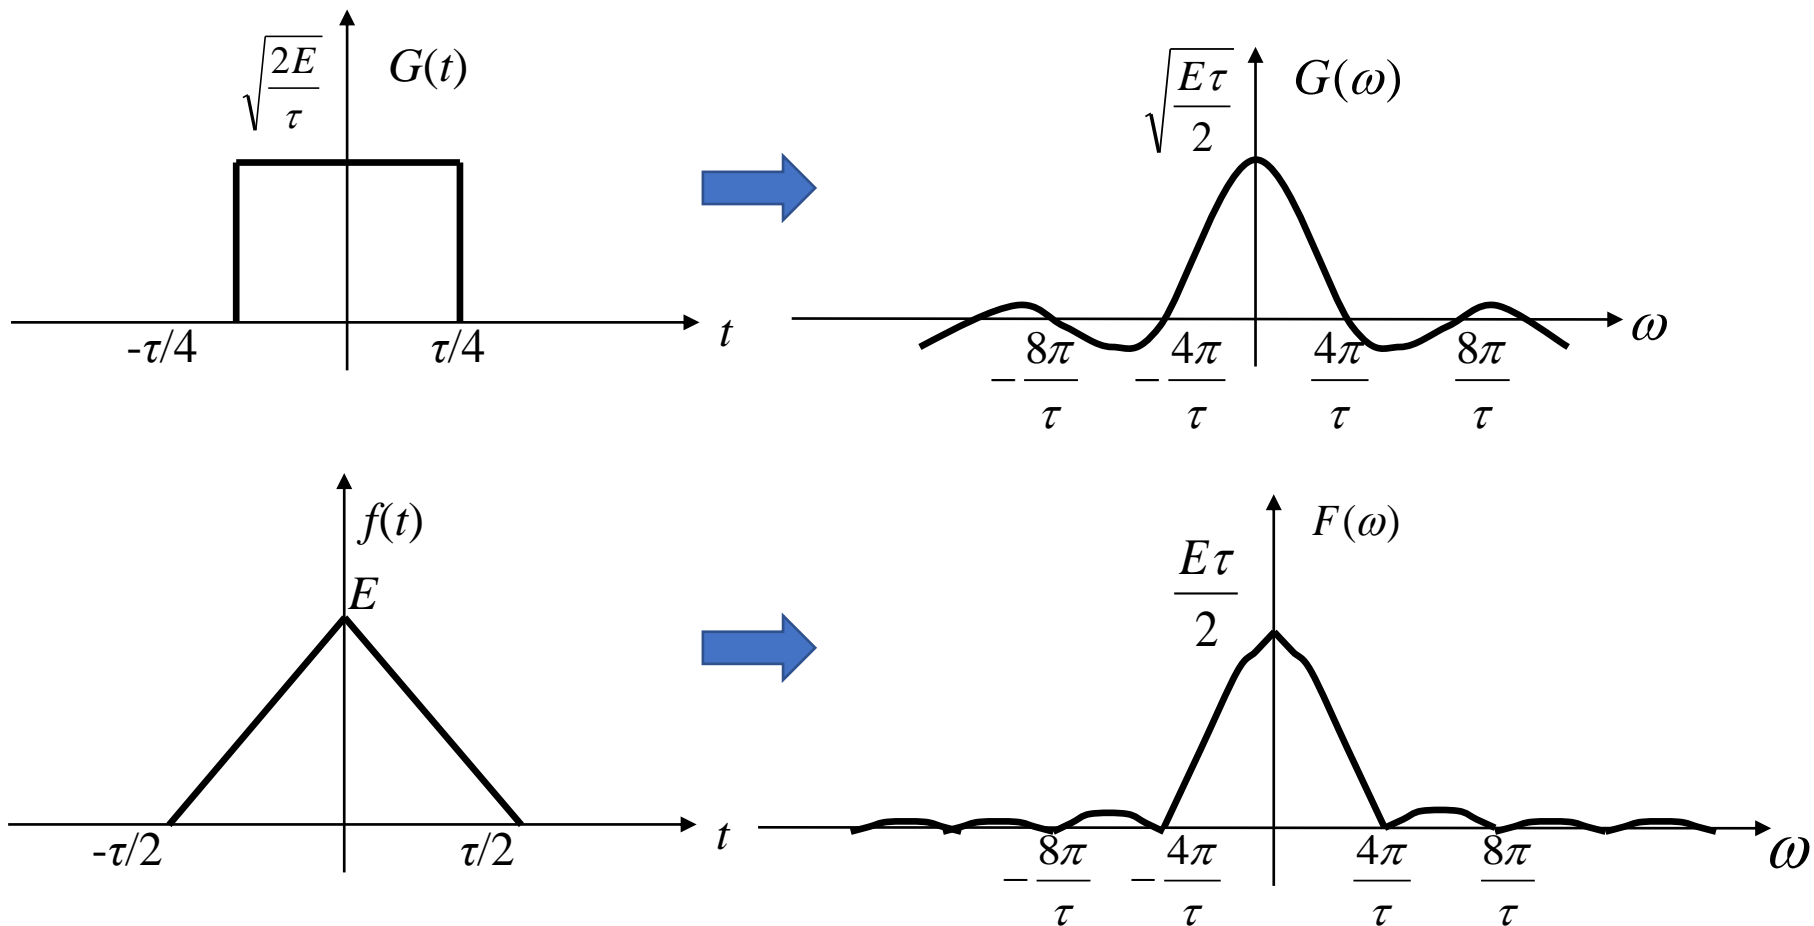 √(2E/τ)
G(t)
-τ/4
τ/4
t
√(Eτ/2)
G(ω)
−8π/τ
−4π/τ
4π/τ
8π/τ
ω
f(t)
E
-τ/2
τ/2
t
F(ω)
Eτ/2
−8π/τ
−4π/τ
4π/τ
8π/τ
ω